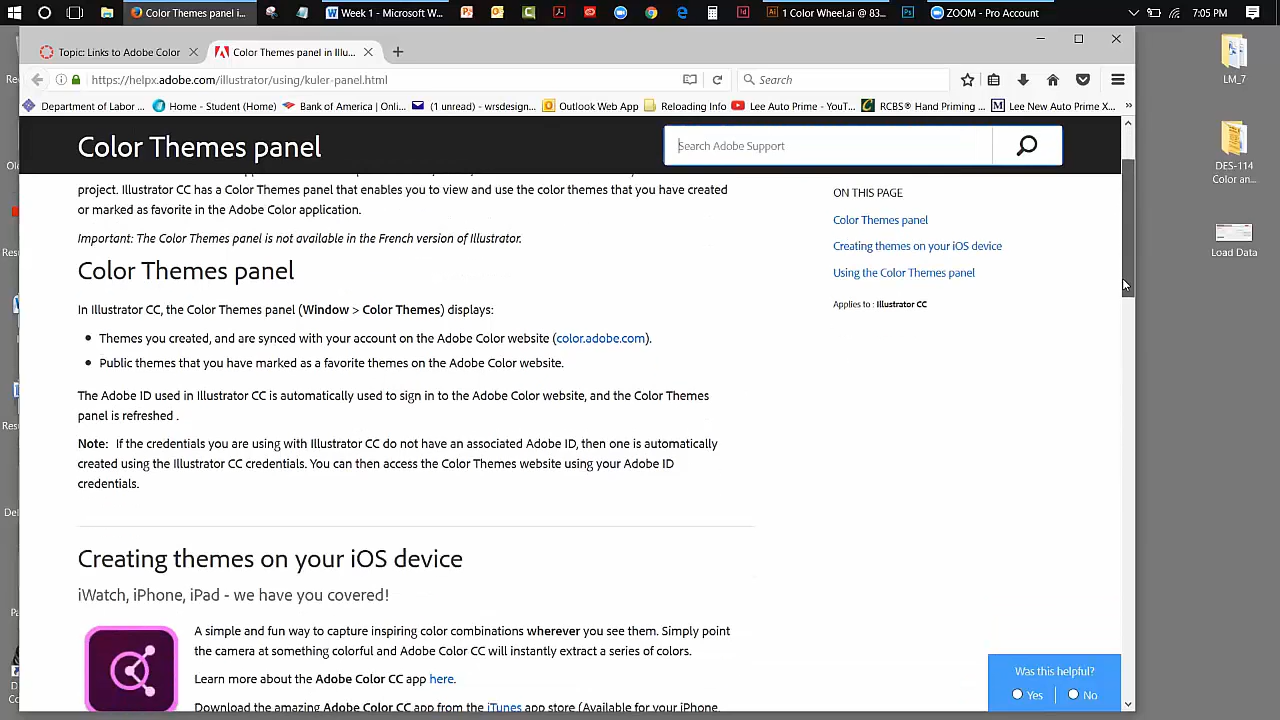 Color Themes panel i...
Week 1 - Microsoft W...
1 Color Wheel.ai @ 83...
ZOOM - Pro Account
7:05 PM
Topic: Links to Adobe Color
Color Themes panel in Illu...
https://helpx.adobe.com/illustrator/using/kuler-panel.html
Search
Department of Labor ...
Home - Student (Home)
Bank of America | Onli...
(1 unread) - wrsdesign...
Outlook Web App
Reloading Info
Lee Auto Prime - YouT...
RCBS® Hand Priming ...
Lee New Auto Prime X...
Color Themes panel
Search Adobe Support
project. Illustrator CC has a Color Themes panel that enables you to view and use the color themes that you have created
or marked as favorite in the Adobe Color application.
Important: The Color Themes panel is not available in the French version of Illustrator.
Color Themes panel
In Illustrator CC, the Color Themes panel (Window > Color Themes) displays:
Themes you created, and are synced with your account on the Adobe Color website (color.adobe.com).
Public themes that you have marked as a favorite themes on the Adobe Color website.
The Adobe ID used in Illustrator CC is automatically used to sign in to the Adobe Color website, and the Color Themes
panel is refreshed .
Note: If the credentials you are using with Illustrator CC do not have an associated Adobe ID, then one is automatically
created using the Illustrator CC credentials. You can then access the Color Themes website using your Adobe ID
credentials.
Creating themes on your iOS device
iWatch, iPhone, iPad - we have you covered!
A simple and fun way to capture inspiring color combinations wherever you see them. Simply point
the camera at something colorful and Adobe Color CC will instantly extract a series of colors.
Learn more about the Adobe Color CC app here.
Download the amazing Adobe Color CC app from the iTunes app store (Available for your iPhone,
ON THIS PAGE
Color Themes panel
Creating themes on your iOS device
Using the Color Themes panel
Applies to : Illustrator CC
Was this helpful?
Yes
No
LM_7
DES-114
Color an...
Load Data